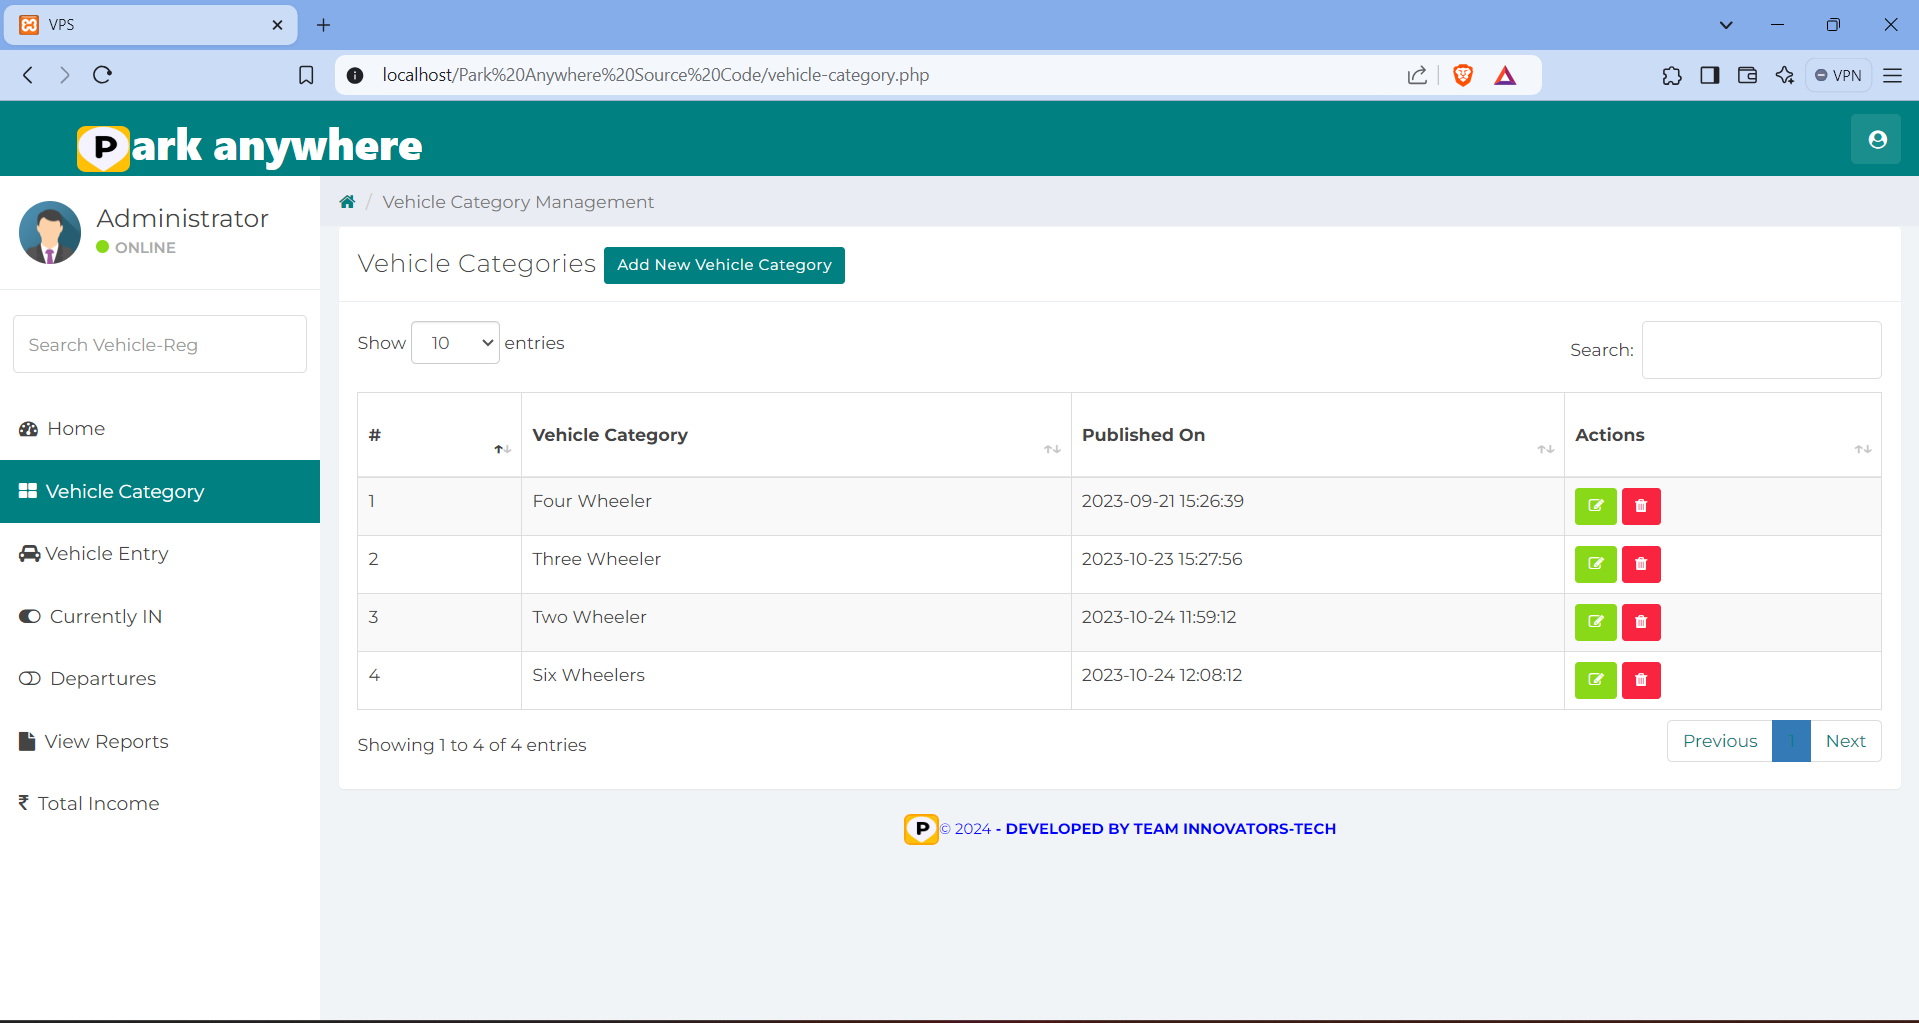 VPS
localhost/Park%20Anywhere%20Source%20Code/vehicle-category.php
VPN
Park anywhere
Administrator
ONLINE
Search Vehicle-Reg
Home
Vehicle Category
Vehicle Entry
Currently IN
Departures
View Reports
₹ Total Income
/ Vehicle Category Management
Vehicle Categories Add New Vehicle Category
Show 10 entries
Search:
# Vehicle Category Published On Actions
1 Four Wheeler 2023-09-21 15:26:39
2 Three Wheeler 2023-10-23 15:27:56
3 Two Wheeler 2023-10-24 11:59:12
4 Six Wheelers 2023-10-24 12:08:12
Showing 1 to 4 of 4 entries
Previous 1 Next
P © 2024 - DEVELOPED BY TEAM INNOVATORS-TECH